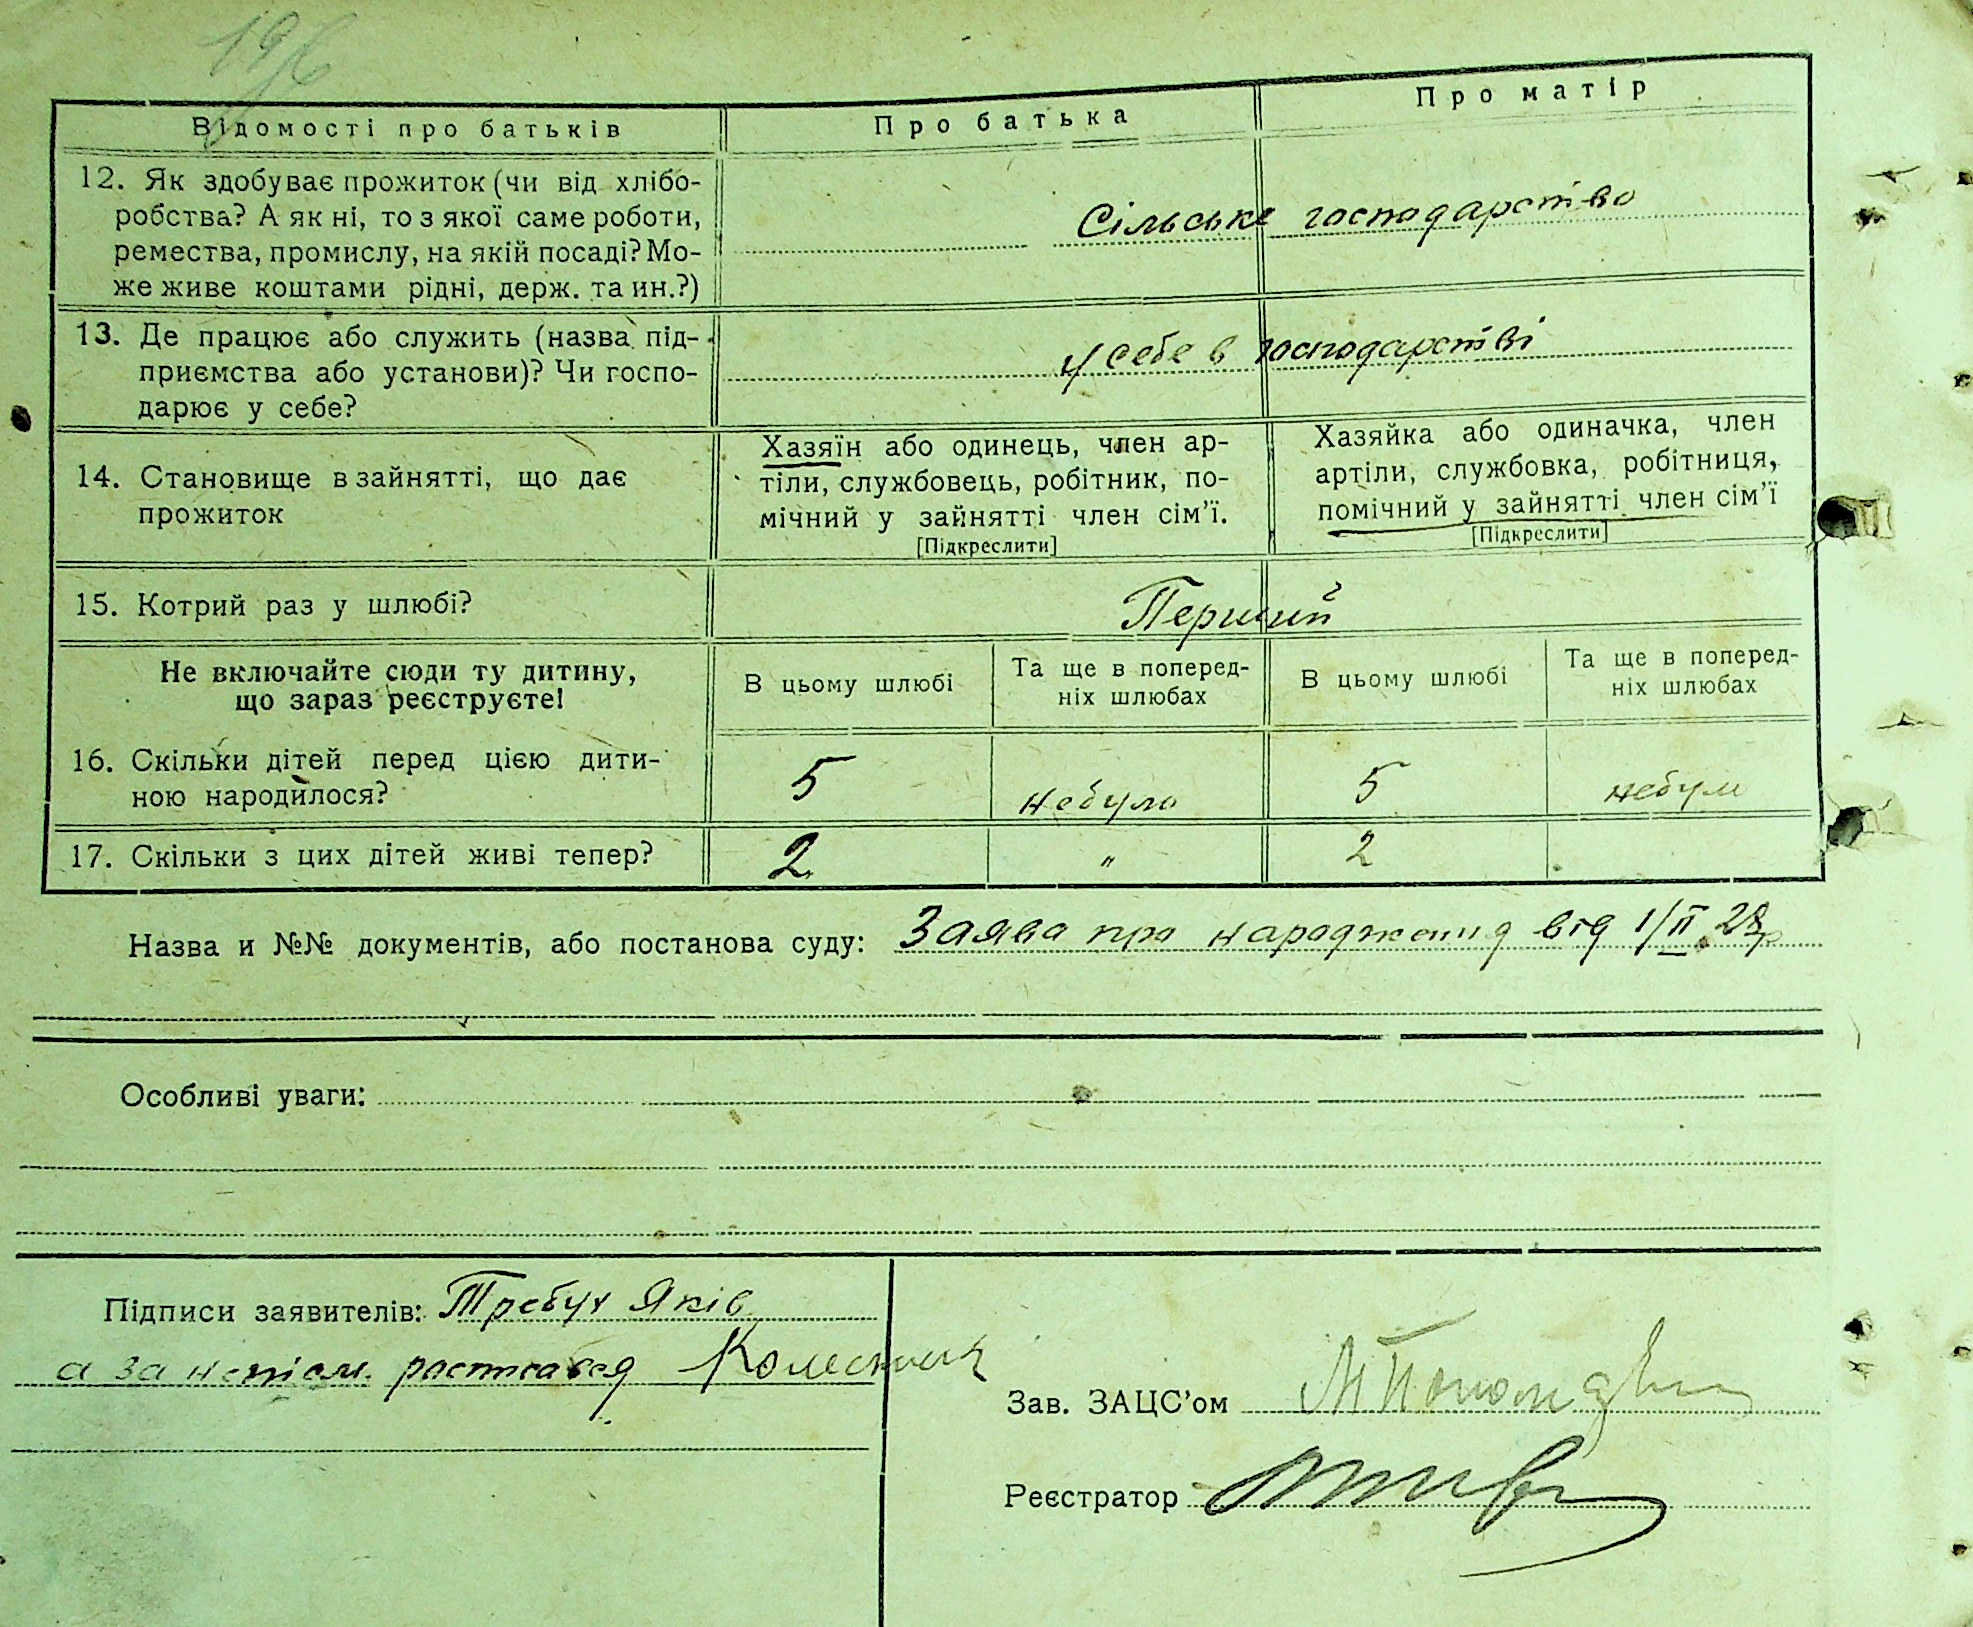 196
Відомості про батьків
Про батька
Про матір
12. Як здобуває прожиток (чи від хлібо-
робства? А як ні, то з якої саме роботи,
ремества, промислу, на якій посаді? Мо-
же живе коштами рідні, держ. та ин.?)
Сільське господарство
13. Де працює або служить (назва під-
приємства або установи)? Чи госпо-
дарює у себе?
У себе в господарстві
14. Становище в зайнятті, що дає
прожиток
Хазяїн або одинець, член ар-
тіли, службовець, робітник, по-
мічний у зайнятті член сім'ї.
[Підкреслити]
Хазяйка або одиначка, член
артіли, службовка, робітниця,
помічний у зайнятті член сім'ї
[Підкреслити]
15. Котрий раз у шлюбі?
Перший
Не включайте сюди ту дитину,
що зараз реєструєте!
В цьому шлюбі
Та ще в поперед-
ніх шлюбах
В цьому шлюбі
Та ще в поперед-
ніх шлюбах
16. Скільки дітей перед цією дити-
ною народилося?
5
небуло
5
небуло
17. Скільки з цих дітей живі тепер?
2
"
2
Назва и №№ документів, або постанова суду: Заява про народження від 1/II 28р
Особливі уваги:
Підписи заявителів: Требух Яків
а за непісм. ростисався
Зав. ЗАЦС'ом
Реєстратор